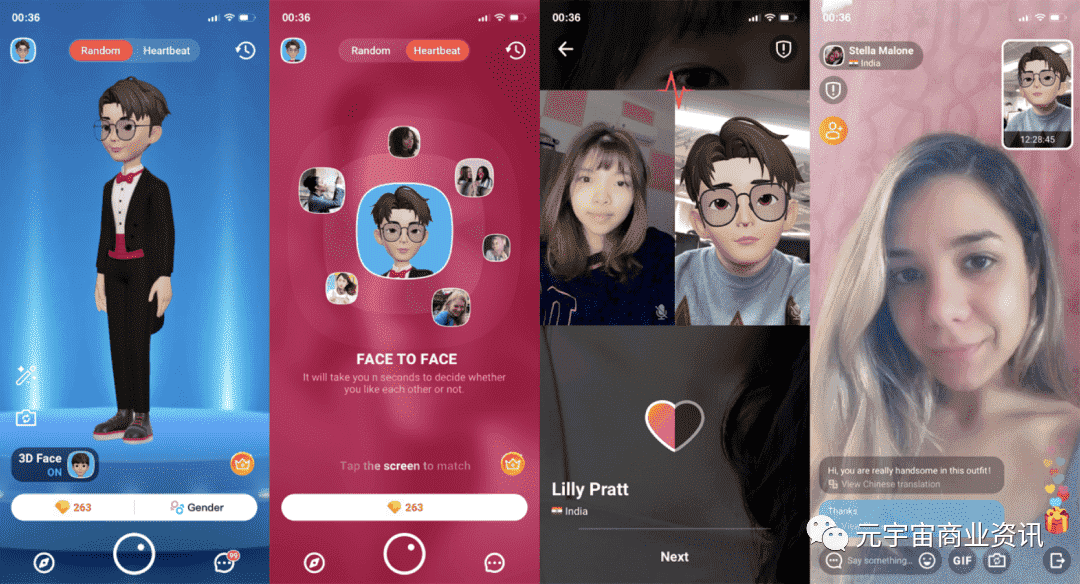 00:36
Random
Heartbeat
3D Face
ON
263
Gender
99
00:36
Random
Heartbeat
FACE TO FACE
It will take you n seconds to decide whether
you like each other or not.
Tap the screen to match
263
00:36
Lilly Pratt
India
Next
00:36
Stella Malone
India
12:28:45
Hi, you are really handsome in this outfit!
View Chinese translation
Thanks
View
元宇宙商业资讯
Say something...
GIF